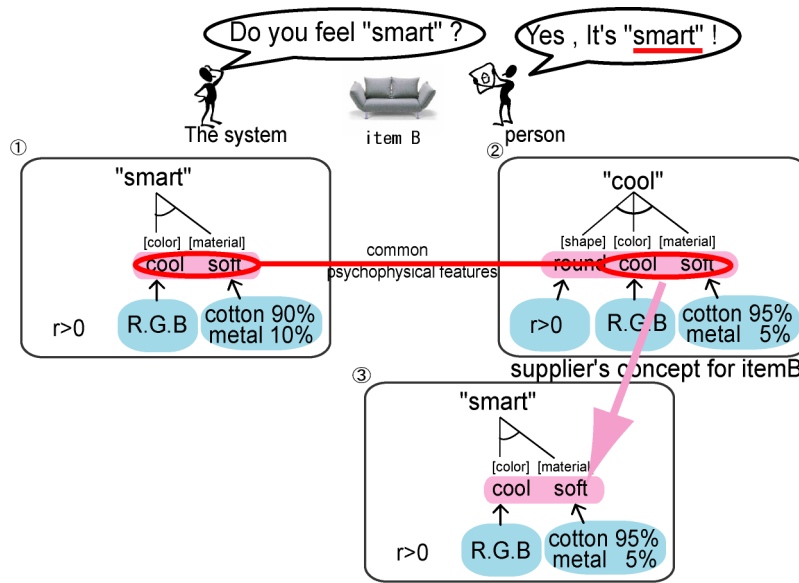 Do you feel "smart" ?
Yes , It's "smart" !
The system
item B
person
①
"smart"
[color] [material]
cool soft
r>0
R.G.B
cotton 90%
metal 10%
common
psychophysical features
②
"cool"
[shape] [color] [material]
round cool soft
r>0
R.G.B
cotton 95%
metal 5%
supplier's concept for itemB
③
"smart"
[color] [material]
cool soft
r>0
R.G.B
cotton 95%
metal 5%